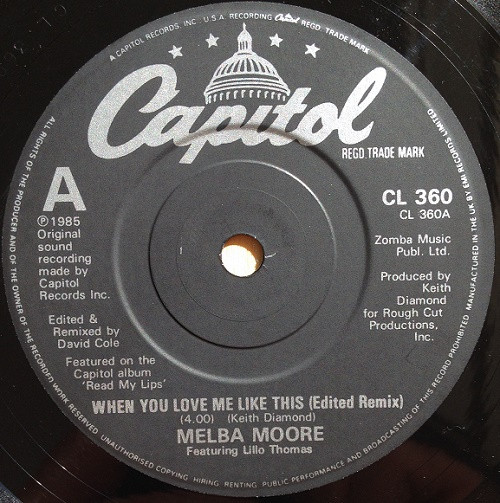 A CAPITOL RECORDS, INC., U.S.A. RECORDING Capitol REGD. TRADE MARK
Capitol
REGD. TRADE MARK
A
℗ 1985
Original
sound
recording
made by
Capitol
Records Inc.
Edited &
Remixed by
David Cole
Featured on the
Capitol album
'Read My Lips'
CL 360
CL 360A
Zomba Music
Publ. Ltd.
Produced by
Keith
Diamond
for Rough Cut
Productions,
Inc.
WHEN YOU LOVE ME LIKE THIS (Edited Remix)
(4.00) (Keith Diamond)
MELBA MOORE
Featuring Lillo Thomas
ALL RIGHTS OF THE PRODUCER AND OF THE OWNER OF THE RECORDED WORK RESERVED UNAUTHORISED COPYING, HIRING, RENTING, PUBLIC PERFORMANCE AND BROADCASTING OF THIS RECORD PROHIBITED MANUFACTURED IN THE UK BY EMI RECORDS LIMITED